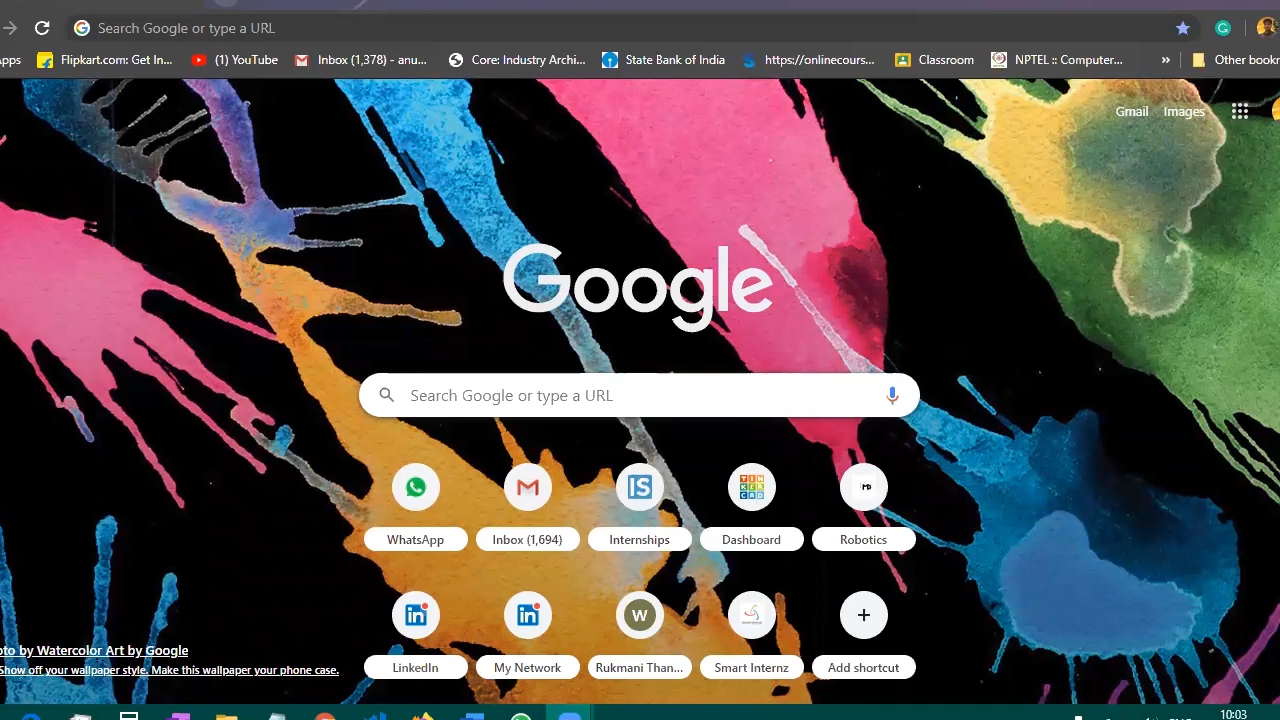 Search Google or type a URL
Apps
Flipkart.com: Get In...
(1) YouTube
Inbox (1,378) - anu...
Core: Industry Archi...
State Bank of India
https://onlinecours...
Classroom
NPTEL :: Computer...
»
Other bookr
Gmail
Images
Google
Search Google or type a URL
WhatsApp
Inbox (1,694)
Internships
Dashboard
Robotics
LinkedIn
My Network
Rukmani Than...
Smart Internz
Add shortcut
oto by Watercolor Art by Google
Show off your wallpaper style. Make this wallpaper your phone case.
10:03